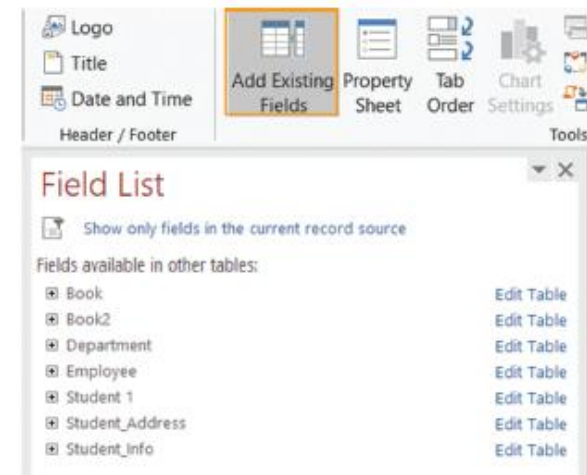 Logo
Title
Date and Time
Header / Footer
Add Existing Fields
Property Sheet
Tab Order
Chart Settings
Tools
Field List
Show only fields in the current record source
Fields available in other tables:
Book Edit Table
Book2 Edit Table
Department Edit Table
Employee Edit Table
Student 1 Edit Table
Student_Address Edit Table
Student_Info Edit Table